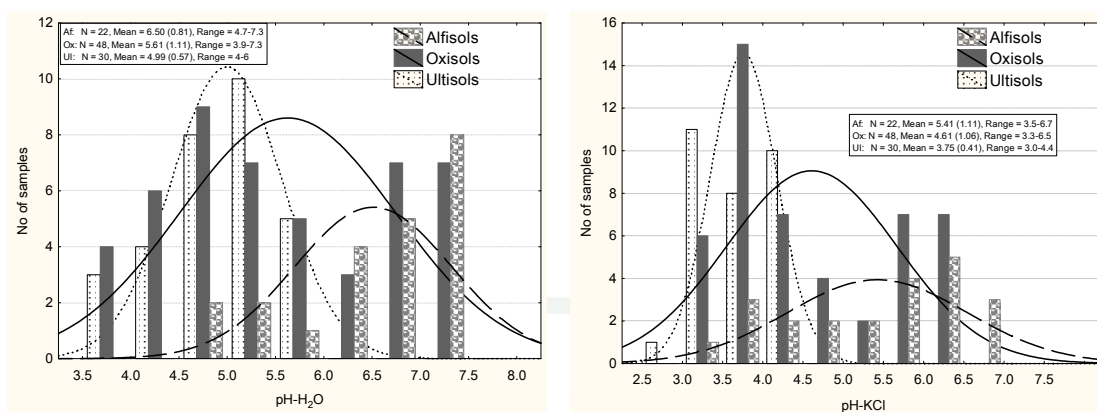 Af: N = 22, Mean = 6.50 (0.81), Range = 4.7-7.3
Ox: N = 48, Mean = 5.61 (1.11), Range = 3.9-7.3
Ul: N = 30, Mean = 4.99 (0.57), Range = 4-6
Alfisols
Oxisols
Ultisols
No of samples
12
10
8
6
4
2
0
3.5 4.0 4.5 5.0 5.5 6.0 6.5 7.0 7.5 8.0
pH-H2O
Alfisols
Oxisols
Ultisols
Af: N = 22, Mean = 5.41 (1.11), Range = 3.5-6.7
Ox: N = 48, Mean = 4.61 (1.06), Range = 3.3-6.5
Ul: N = 30, Mean = 3.75 (0.41), Range = 3.0-4.4
No of samples
16
14
12
10
8
6
4
2
0
2.5 3.0 3.5 4.0 4.5 5.0 5.5 6.0 6.5 7.0 7.5
pH-KCl